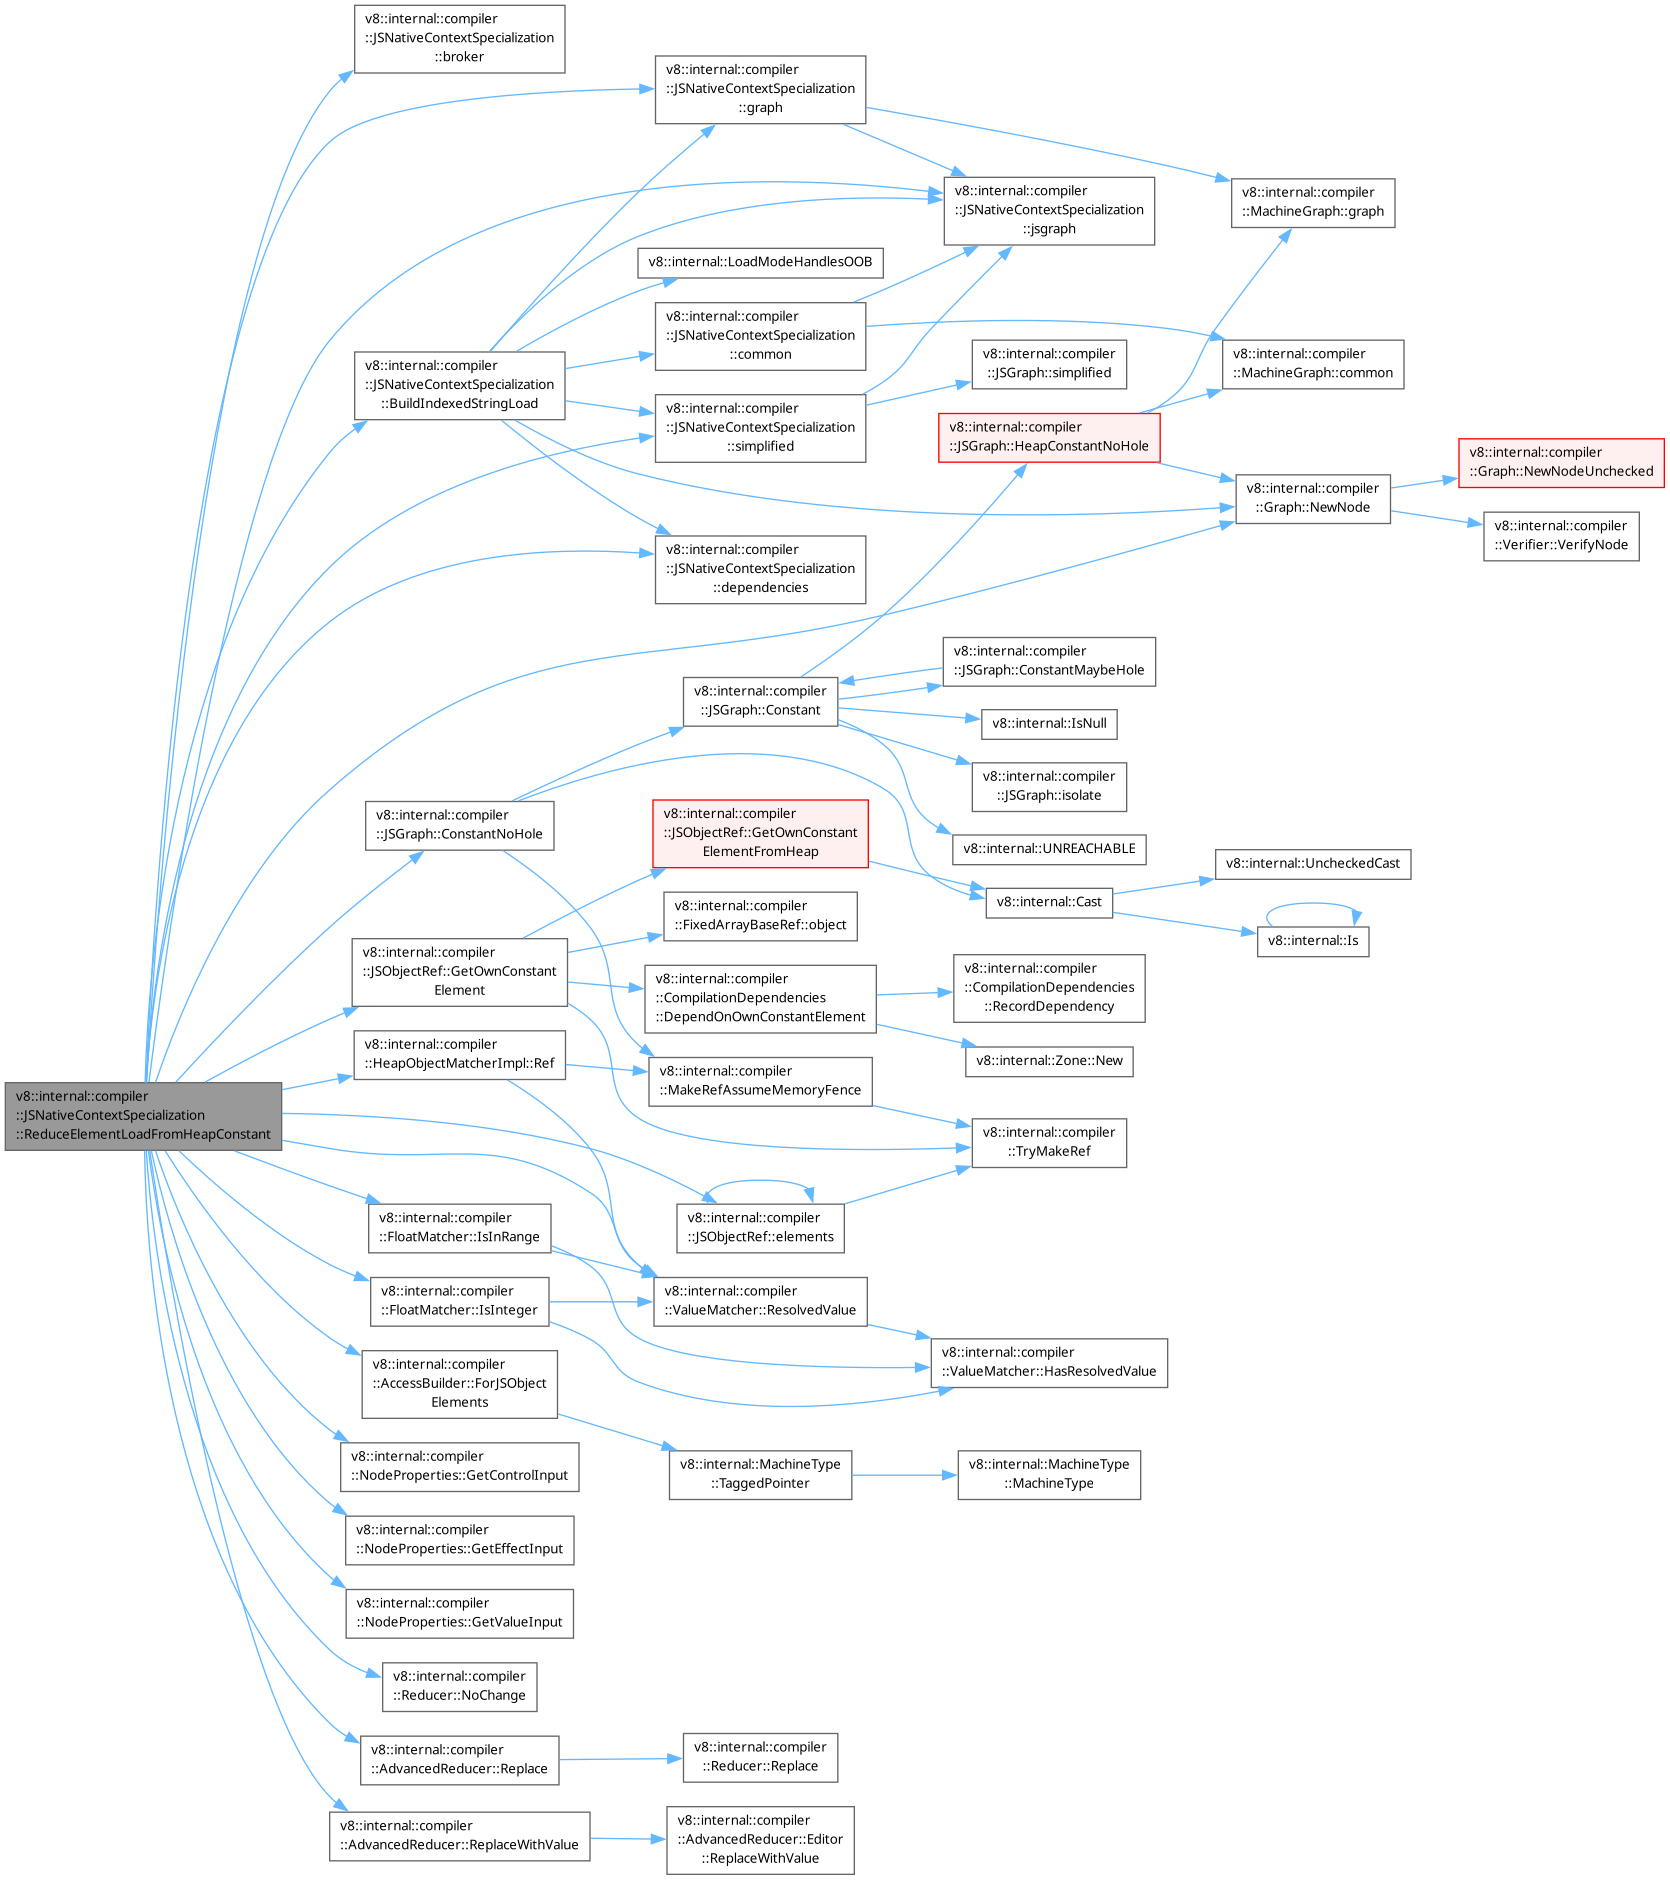 v8::internal::compiler
::JSNativeContextSpecialization
::broker
v8::internal::compiler
::JSNativeContextSpecialization
::graph
v8::internal::compiler
::JSNativeContextSpecialization
::jsgraph
v8::internal::compiler
::MachineGraph::graph
v8::internal::LoadModeHandlesOOB
v8::internal::compiler
::JSNativeContextSpecialization
::common
v8::internal::compiler
::JSGraph::simplified
v8::internal::compiler
::MachineGraph::common
v8::internal::compiler
::JSNativeContextSpecialization
::BuildIndexedStringLoad
v8::internal::compiler
::JSNativeContextSpecialization
::simplified
v8::internal::compiler
::JSGraph::HeapConstantNoHole
v8::internal::compiler
::Graph::NewNodeUnchecked
v8::internal::compiler
::Graph::NewNode
v8::internal::compiler
::Verifier::VerifyNode
v8::internal::compiler
::JSNativeContextSpecialization
::dependencies
v8::internal::compiler
::JSGraph::ConstantMaybeHole
v8::internal::compiler
::JSGraph::Constant
v8::internal::IsNull
v8::internal::compiler
::JSGraph::isolate
v8::internal::compiler
::JSGraph::ConstantNoHole
v8::internal::compiler
::JSObjectRef::GetOwnConstant
ElementFromHeap
v8::internal::UNREACHABLE
v8::internal::UncheckedCast
v8::internal::Cast
v8::internal::compiler
::FixedArrayBaseRef::object
v8::internal::Is
v8::internal::compiler
::JSObjectRef::GetOwnConstant
Element
v8::internal::compiler
::CompilationDependencies
::DependOnOwnConstantElement
v8::internal::compiler
::CompilationDependencies
::RecordDependency
v8::internal::compiler
::HeapObjectMatcherImpl::Ref
v8::internal::Zone::New
v8::internal::compiler
::MakeRefAssumeMemoryFence
v8::internal::compiler
::JSNativeContextSpecialization
::ReduceElementLoadFromHeapConstant
v8::internal::compiler
::TryMakeRef
v8::internal::compiler
::FloatMatcher::IsInRange
v8::internal::compiler
::JSObjectRef::elements
v8::internal::compiler
::FloatMatcher::IsInteger
v8::internal::compiler
::ValueMatcher::ResolvedValue
v8::internal::compiler
::ValueMatcher::HasResolvedValue
v8::internal::compiler
::AccessBuilder::ForJSObject
Elements
v8::internal::compiler
::NodeProperties::GetControlInput
v8::internal::MachineType
::TaggedPointer
v8::internal::MachineType
::MachineType
v8::internal::compiler
::NodeProperties::GetEffectInput
v8::internal::compiler
::NodeProperties::GetValueInput
v8::internal::compiler
::Reducer::NoChange
v8::internal::compiler
::AdvancedReducer::Replace
v8::internal::compiler
::Reducer::Replace
v8::internal::compiler
::AdvancedReducer::ReplaceWithValue
v8::internal::compiler
::AdvancedReducer::Editor
::ReplaceWithValue